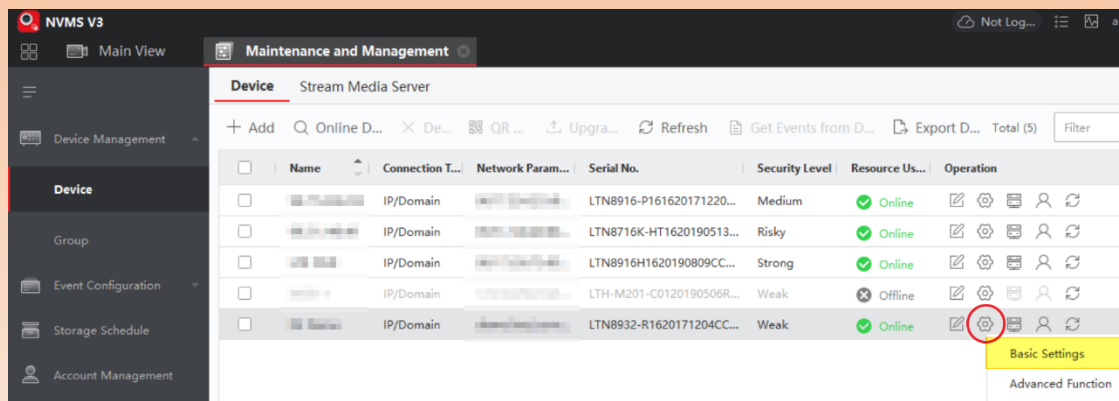 NVMS V3 Not Log...
Main View Maintenance and Management
Device Stream Media Server
Add Online D... De... QR ... Upgra... Refresh Get Events from D... Export D... Total (5) Filter
Name Connection T... Network Param... Serial No. Security Level Resource Us... Operation
IP/Domain LTN8916-P161620171220... Medium Online
IP/Domain LTN8716K-HT1620190513... Risky Online
IP/Domain LTN8916H1620190809CC... Strong Online
IP/Domain LTH-M201-C0120190506R... Weak Offline
IP/Domain LTN8932-R1620171204CC... Weak Online
Basic Settings
Advanced Function
Device Management
Device
Group
Event Configuration
Storage Schedule
Account Management